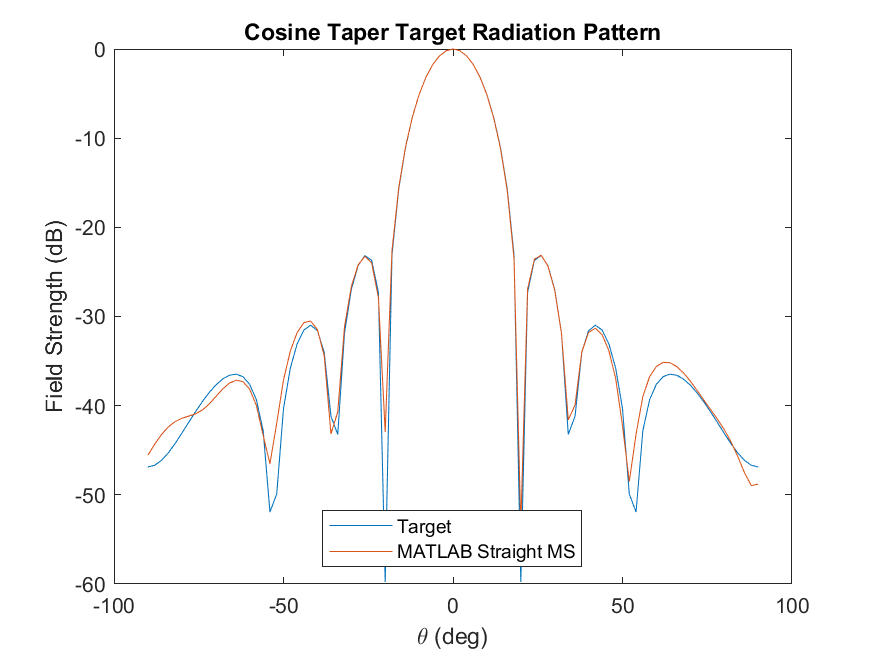 Cosine Taper Target Radiation Pattern
Field Strength (dB)
0
-10
-20
-30
-40
-50
-60
-100
-50
0
50
100
θ (deg)
Target
MATLAB Straight MS